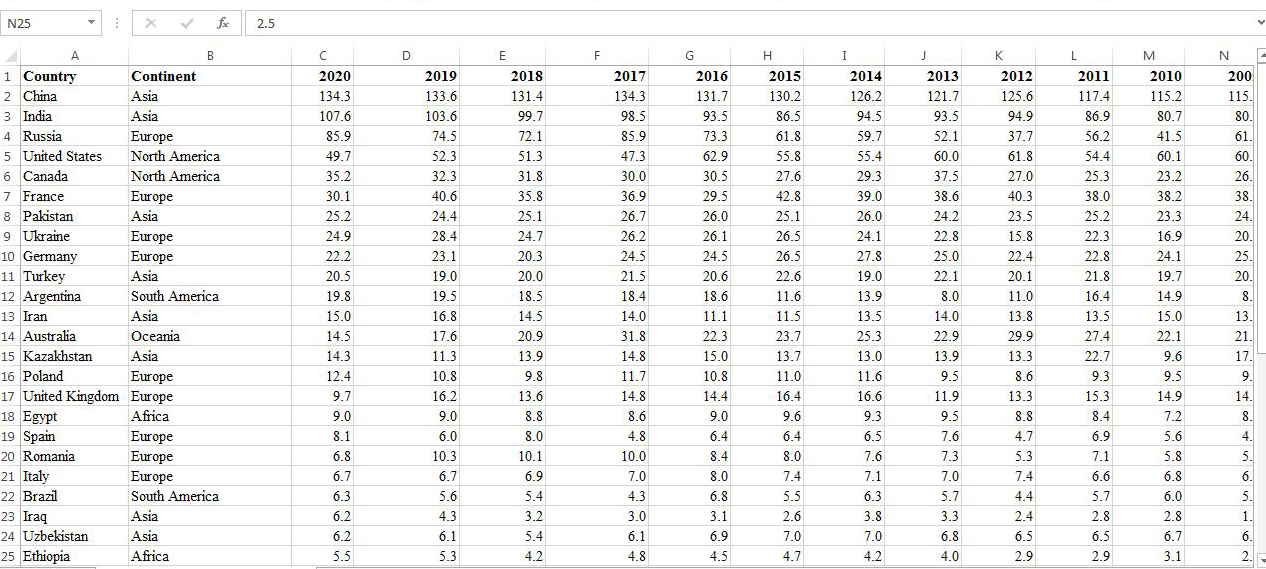 N25 fx 2.5
A B C D E F G H I J K L M N
1 Country Continent 2020 2019 2018 2017 2016 2015 2014 2013 2012 2011 2010 200
2 China Asia 134.3 133.6 131.4 134.3 131.7 130.2 126.2 121.7 125.6 117.4 115.2 115.
3 India Asia 107.6 103.6 99.7 98.5 93.5 86.5 94.5 93.5 94.9 86.9 80.7 80.
4 Russia Europe 85.9 74.5 72.1 85.9 73.3 61.8 59.7 52.1 37.7 56.2 41.5 61.
5 United States North America 49.7 52.3 51.3 47.3 62.9 55.8 55.4 60.0 61.8 54.4 60.1 60.
6 Canada North America 35.2 32.3 31.8 30.0 30.5 27.6 29.3 37.5 27.0 25.3 23.2 26.
7 France Europe 30.1 40.6 35.8 36.9 29.5 42.8 39.0 38.6 40.3 38.0 38.2 38.
8 Pakistan Asia 25.2 24.4 25.1 26.7 26.0 25.1 26.0 24.2 23.5 25.2 23.3 24.
9 Ukraine Europe 24.9 28.4 24.7 26.2 26.1 26.5 24.1 22.8 15.8 22.3 16.9 20.
10 Germany Europe 22.2 23.1 20.3 24.5 24.5 26.5 27.8 25.0 22.4 22.8 24.1 25.
11 Turkey Asia 20.5 19.0 20.0 21.5 20.6 22.6 19.0 22.1 20.1 21.8 19.7 20.
12 Argentina South America 19.8 19.5 18.5 18.4 18.6 11.6 13.9 8.0 11.0 16.4 14.9 8.
13 Iran Asia 15.0 16.8 14.5 14.0 11.1 11.5 13.5 14.0 13.8 13.5 15.0 13.
14 Australia Oceania 14.5 17.6 20.9 31.8 22.3 23.7 25.3 22.9 29.9 27.4 22.1 21.
15 Kazakhstan Asia 14.3 11.3 13.9 14.8 15.0 13.7 13.0 13.9 13.3 22.7 9.6 17.
16 Poland Europe 12.4 10.8 9.8 11.7 10.8 11.0 11.6 9.5 8.6 9.3 9.5 9.
17 United Kingdom Europe 9.7 16.2 13.6 14.8 14.4 16.4 16.6 11.9 13.3 15.3 14.9 14.
18 Egypt Africa 9.0 9.0 8.8 8.6 9.0 9.6 9.3 9.5 8.8 8.4 7.2 8.
19 Spain Europe 8.1 6.0 8.0 4.8 6.4 6.4 6.5 7.6 4.7 6.9 5.6 4.
20 Romania Europe 6.8 10.3 10.1 10.0 8.4 8.0 7.6 7.3 5.3 7.1 5.8 5.
21 Italy Europe 6.7 6.7 6.9 7.0 8.0 7.4 7.1 7.0 7.4 6.6 6.8 6.
22 Brazil South America 6.3 5.6 5.4 4.3 6.8 5.5 6.3 5.7 4.4 5.7 6.0 5.
23 Iraq Asia 6.2 4.3 3.2 3.0 3.1 2.6 3.8 3.3 2.4 2.8 2.8 1.
24 Uzbekistan Asia 6.2 6.1 5.4 6.1 6.9 7.0 7.0 6.8 6.5 6.5 6.7 6.
25 Ethiopia Africa 5.5 5.3 4.2 4.8 4.5 4.7 4.2 4.0 2.9 2.9 3.1 2.